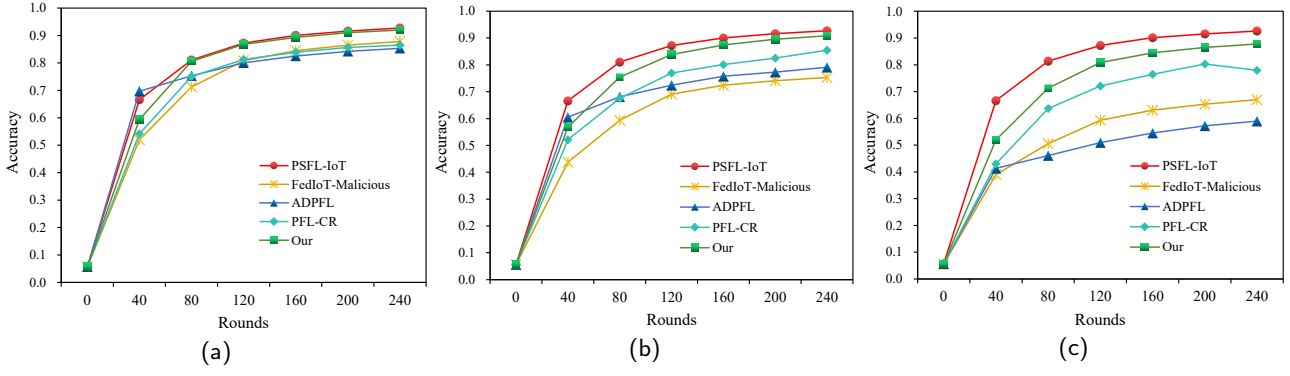 Accuracy
1.0
0.9
0.8
0.7
0.6
0.5
0.4
0.3
0.2
0.1
0.0
PSFL-IoT
FedIoT-Malicious
ADPFL
PFL-CR
Our
0 40 80 120 160 200 240
Rounds
(a)
Accuracy
1.0
0.9
0.8
0.7
0.6
0.5
0.4
0.3
0.2
0.1
0.0
PSFL-IoT
FedIoT-Malicious
ADPFL
PFL-CR
Our
0 40 80 120 160 200 240
Rounds
(b)
Accuracy
1.0
0.9
0.8
0.7
0.6
0.5
0.4
0.3
0.2
0.1
0.0
PSFL-IoT
FedIoT-Malicious
ADPFL
PFL-CR
Our
0 40 80 120 160 200 240
Rounds
(c)